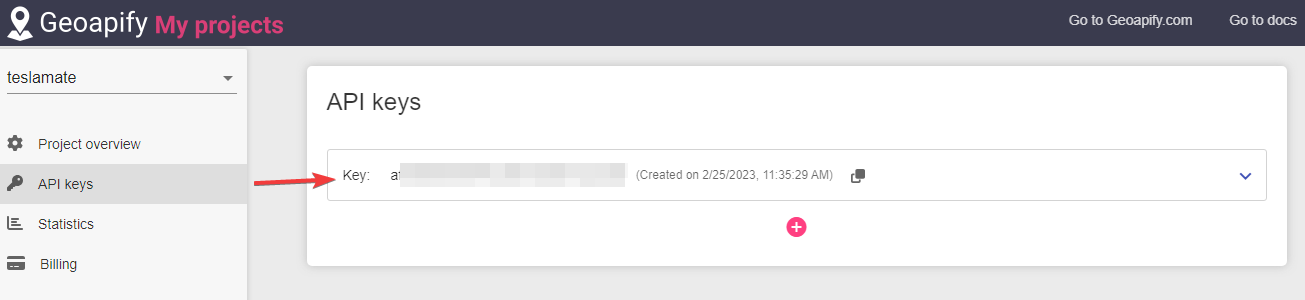 Geoapify My projects
Go to Geoapify.com
Go to docs
teslamate
Project overview
API keys
Statistics
Billing
API keys
Key: (Created on 2/25/2023, 11:35:29 AM)